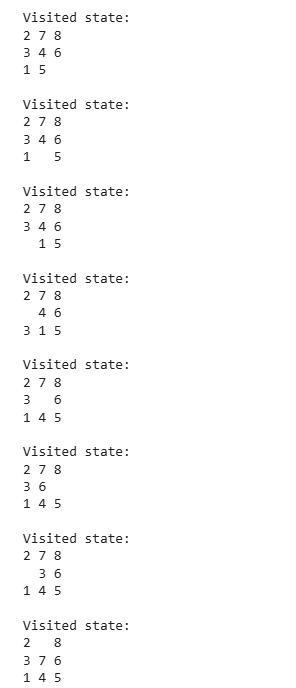 Visited state:
2 7 8
3 4 6
1 5

Visited state:
2 7 8
3 4 6
1   5

Visited state:
2 7 8
3 4 6
  1 5

Visited state:
2 7 8
  4 6
3 1 5

Visited state:
2 7 8
3   6
1 4 5

Visited state:
2 7 8
3 6
1 4 5

Visited state:
2 7 8
  3 6
1 4 5

Visited state:
2   8
3 7 6
1 4 5